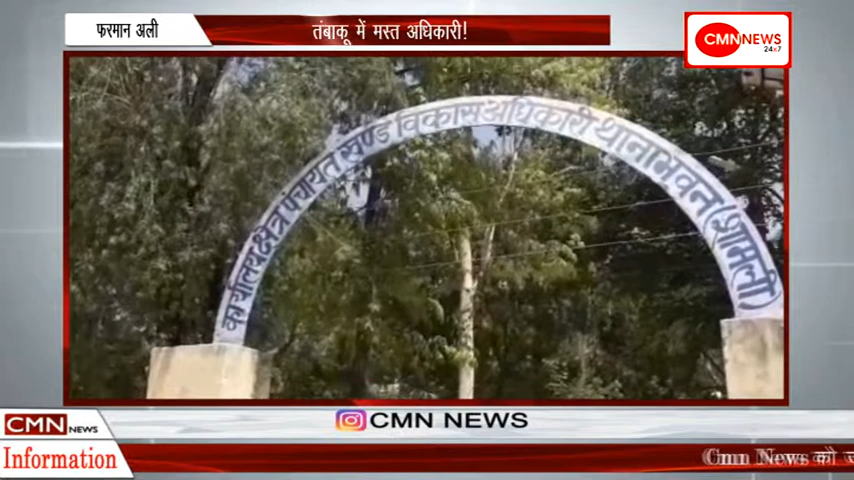 फरमान अली
तंबाकू में मस्त अधिकारी!
CMN NEWS
24x7
कार्यालय क्षेत्र पंचायत खण्ड विकास अधिकारी थानाभवन (शामली)
CMN NEWS
CMN NEWS
Information
Cmn News को